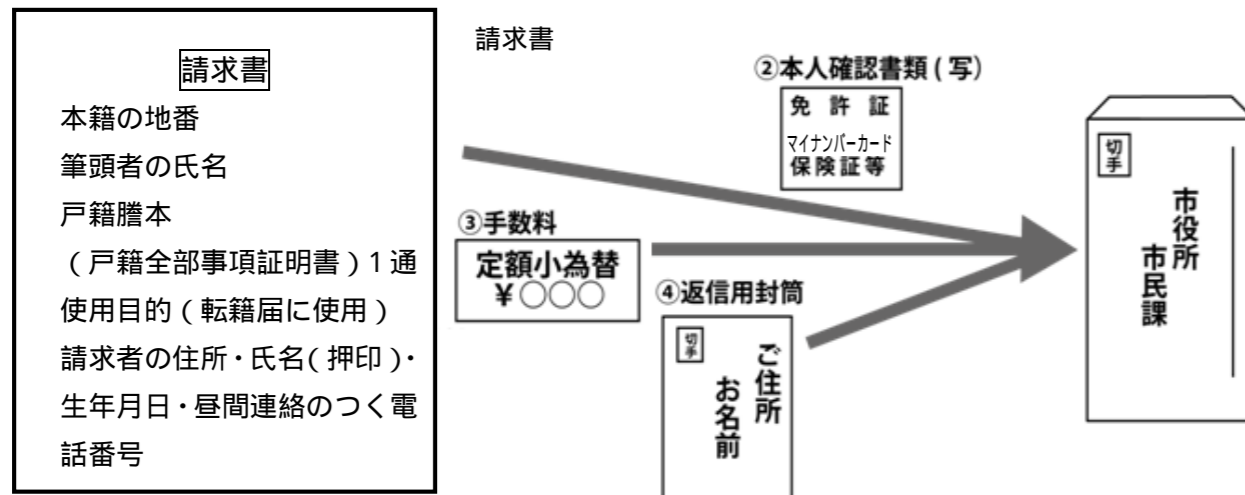 請求書
本籍の地番
筆頭者の氏名
戸籍謄本
(戸籍全部事項証明書)1通
使用目的(転籍届に使用)
請求者の住所・氏名(押印)・
生年月日・昼間連絡のつく電
話番号
請求書
②本人確認書類(写)
免許証
マイナンバーカード
保険証等
③手数料
定額小為替
¥○○○
④返信用封筒
切手
ご住所
お名前
切手
市役所
市民課